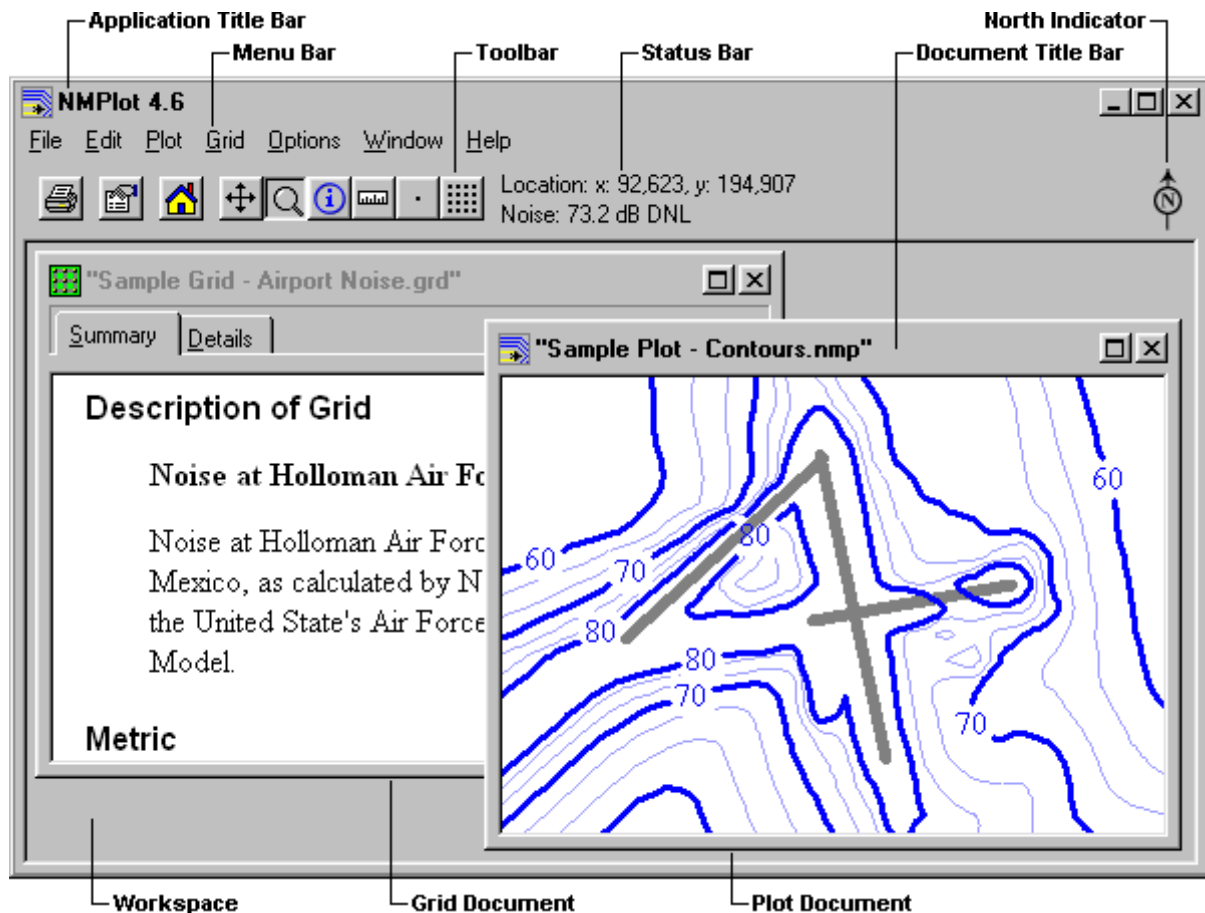 Application Title Bar
North Indicator
Menu Bar
Toolbar
Status Bar
Document Title Bar
NMPlot 4.6
File Edit Plot Grid Options Window Help
Location: x: 92,623, y: 194,907
Noise: 73.2 dB DNL
N
"Sample Grid - Airport Noise.grd"
Summary Details
Description of Grid
Noise at Holloman Air Fo
Noise at Holloman Air Forc
Mexico, as calculated by N
the United State's Air Force
Model.
Metric
"Sample Plot - Contours.nmp"
60
80
60
70
80
80
70
70
Workspace
Grid Document
Plot Document